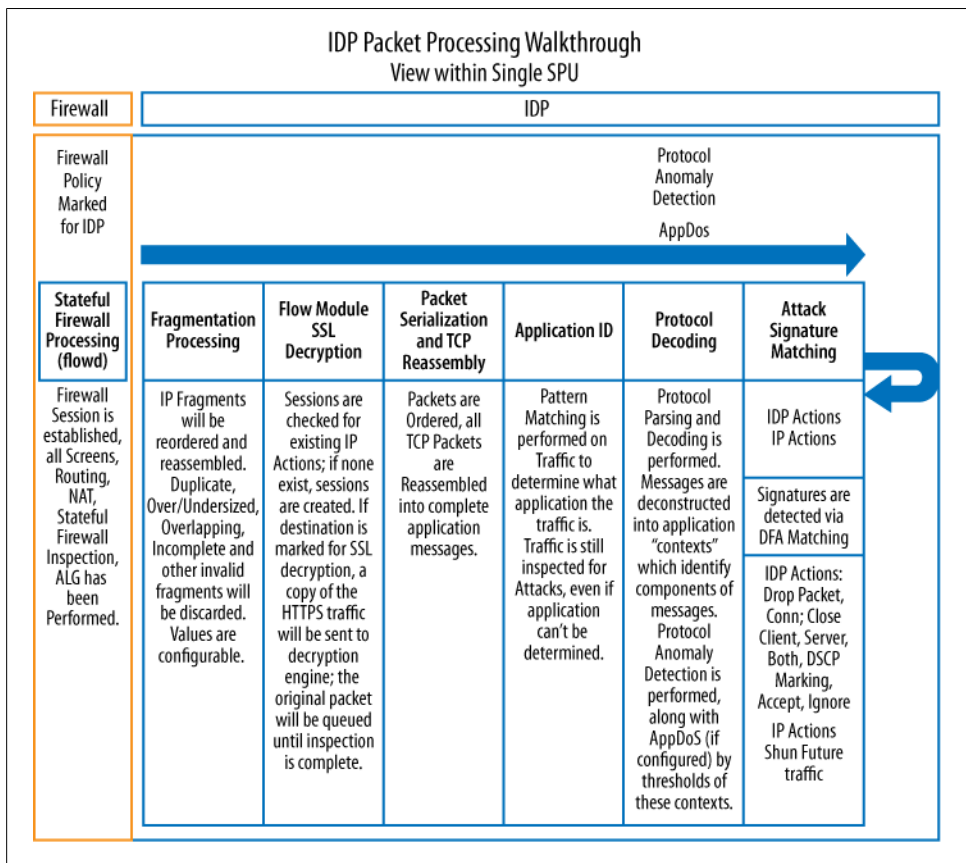 IDP Packet Processing Walkthrough
View within Single SPU
Firewall
IDP
Firewall
Policy
Marked
for IDP
Protocol
Anomaly
Detection
AppDos
Stateful
Firewall
Processing
(flowd)
Firewall
Session is
established,
all Screens,
Routing,
NAT,
Stateful
Firewall
Inspection,
ALG has
been
Performed.
Fragmentation
Processing
IP Fragments
will be
reordered and
reassembled.
Duplicate,
Over/Undersized,
Overlapping,
Incomplete and
other invalid
fragments will
be discarded.
Values are
configurable.
Flow Module
SSL
Decryption
Sessions are
checked for
existing IP
Actions; if none
exist, sessions
are created. If
destination is
marked for SSL
decryption, a
copy of the
HTTPS traffic
will be sent to
decryption
engine; the
original packet
will be queued
until inspection
is complete.
Packet
Serialization
and TCP
Reassembly
Packets are
Ordered, all
TCP Packets
are
Reassembled
into complete
application
messages.
Application ID
Pattern
Matching is
performed on
Traffic to
determine what
application the
traffic is.
Traffic is still
inspected for
Attacks, even if
application
can't be
determined.
Protocol
Decoding
Protocol
Parsing and
Decoding is
performed.
Messages are
deconstructed
into application
“contexts”
which identify
components of
messages.
Protocol
Anomaly
Detection is
performed,
along with
AppDoS (if
configured) by
thresholds of
these contexts.
Attack
Signature
Matching
IDP Actions
IP Actions
Signatures are
detected via
DFA Matching
IDP Actions:
Drop Packet,
Conn; Close
Client, Server,
Both, DSCP
Marking,
Accept, Ignore
IP Actions
Shun Future
traffic